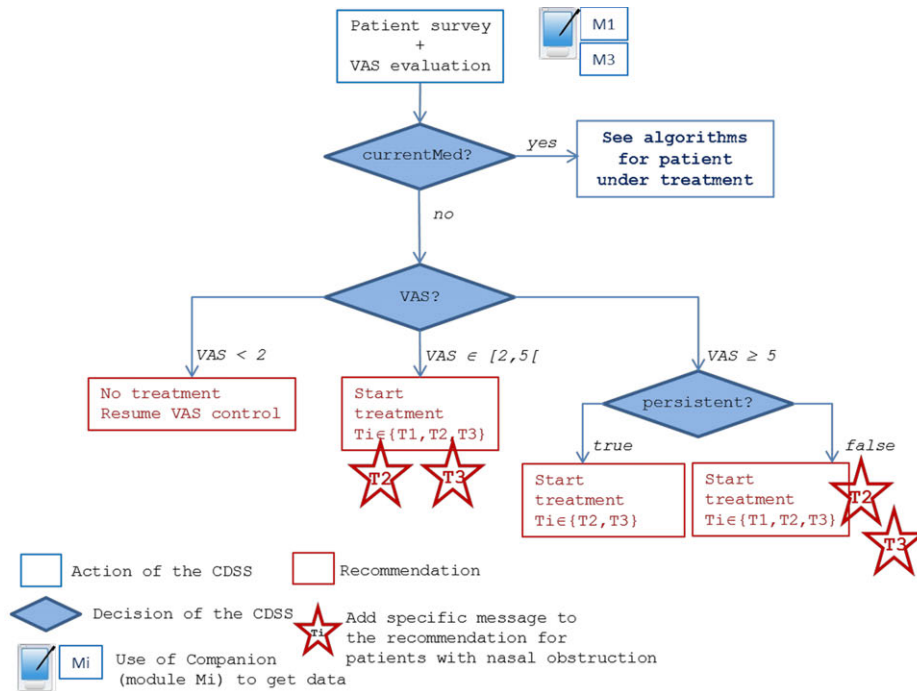 Patient survey
+
VAS evaluation
M1
M3
currentMed?
yes
See algorithms
for patient
under treatment
no
VAS?
VAS < 2
VAS ∈ [2,5[
VAS ≥ 5
No treatment
Resume VAS control
Start
treatment
Ti∈{T1,T2,T3}
T2
T3
persistent?
true
false
Start
treatment
Ti∈{T2,T3}
Start
treatment
Ti∈{T1,T2,T3}
T2
T3
Action of the CDSS
Recommendation
Decision of the CDSS
Ti
Add specific message to
the recommendation for
patients with nasal obstruction
Mi
Use of Companion
(module Mi) to get data